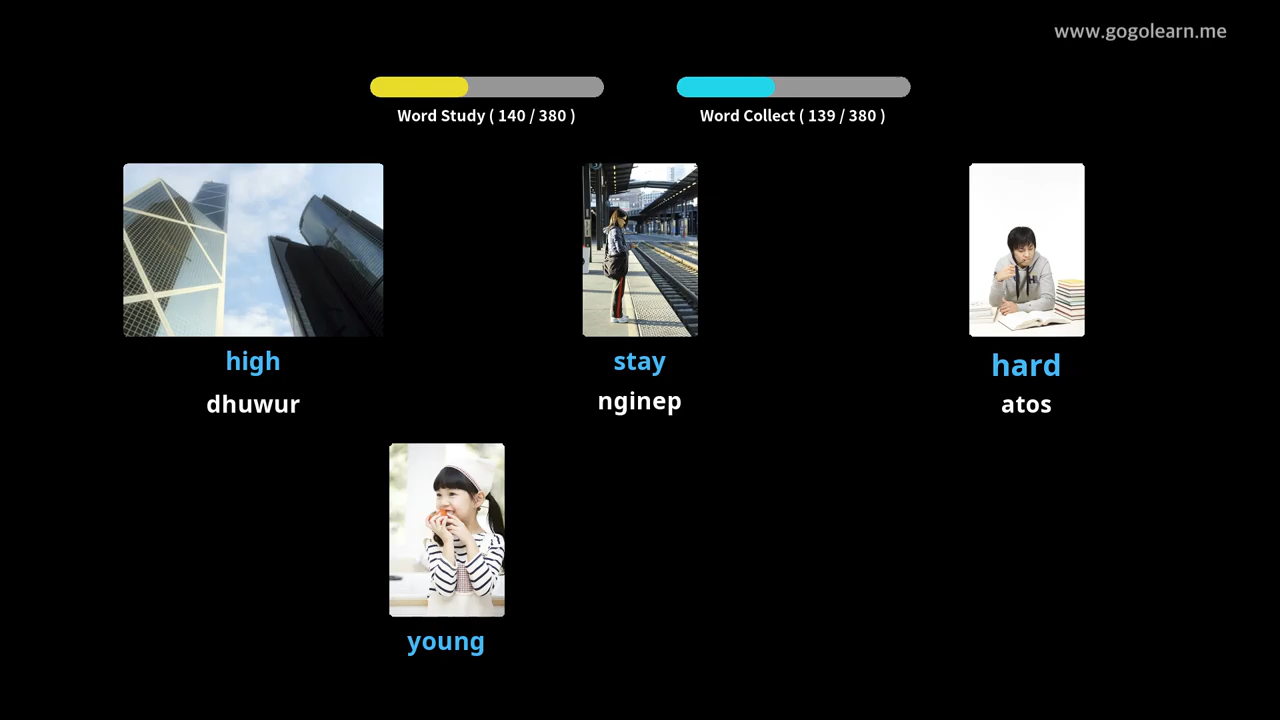 www.gogolearn.me
Word Study ( 140 / 380 )
Word Collect ( 139 / 380 )
high
stay
hard
dhuwur
nginep
atos
young